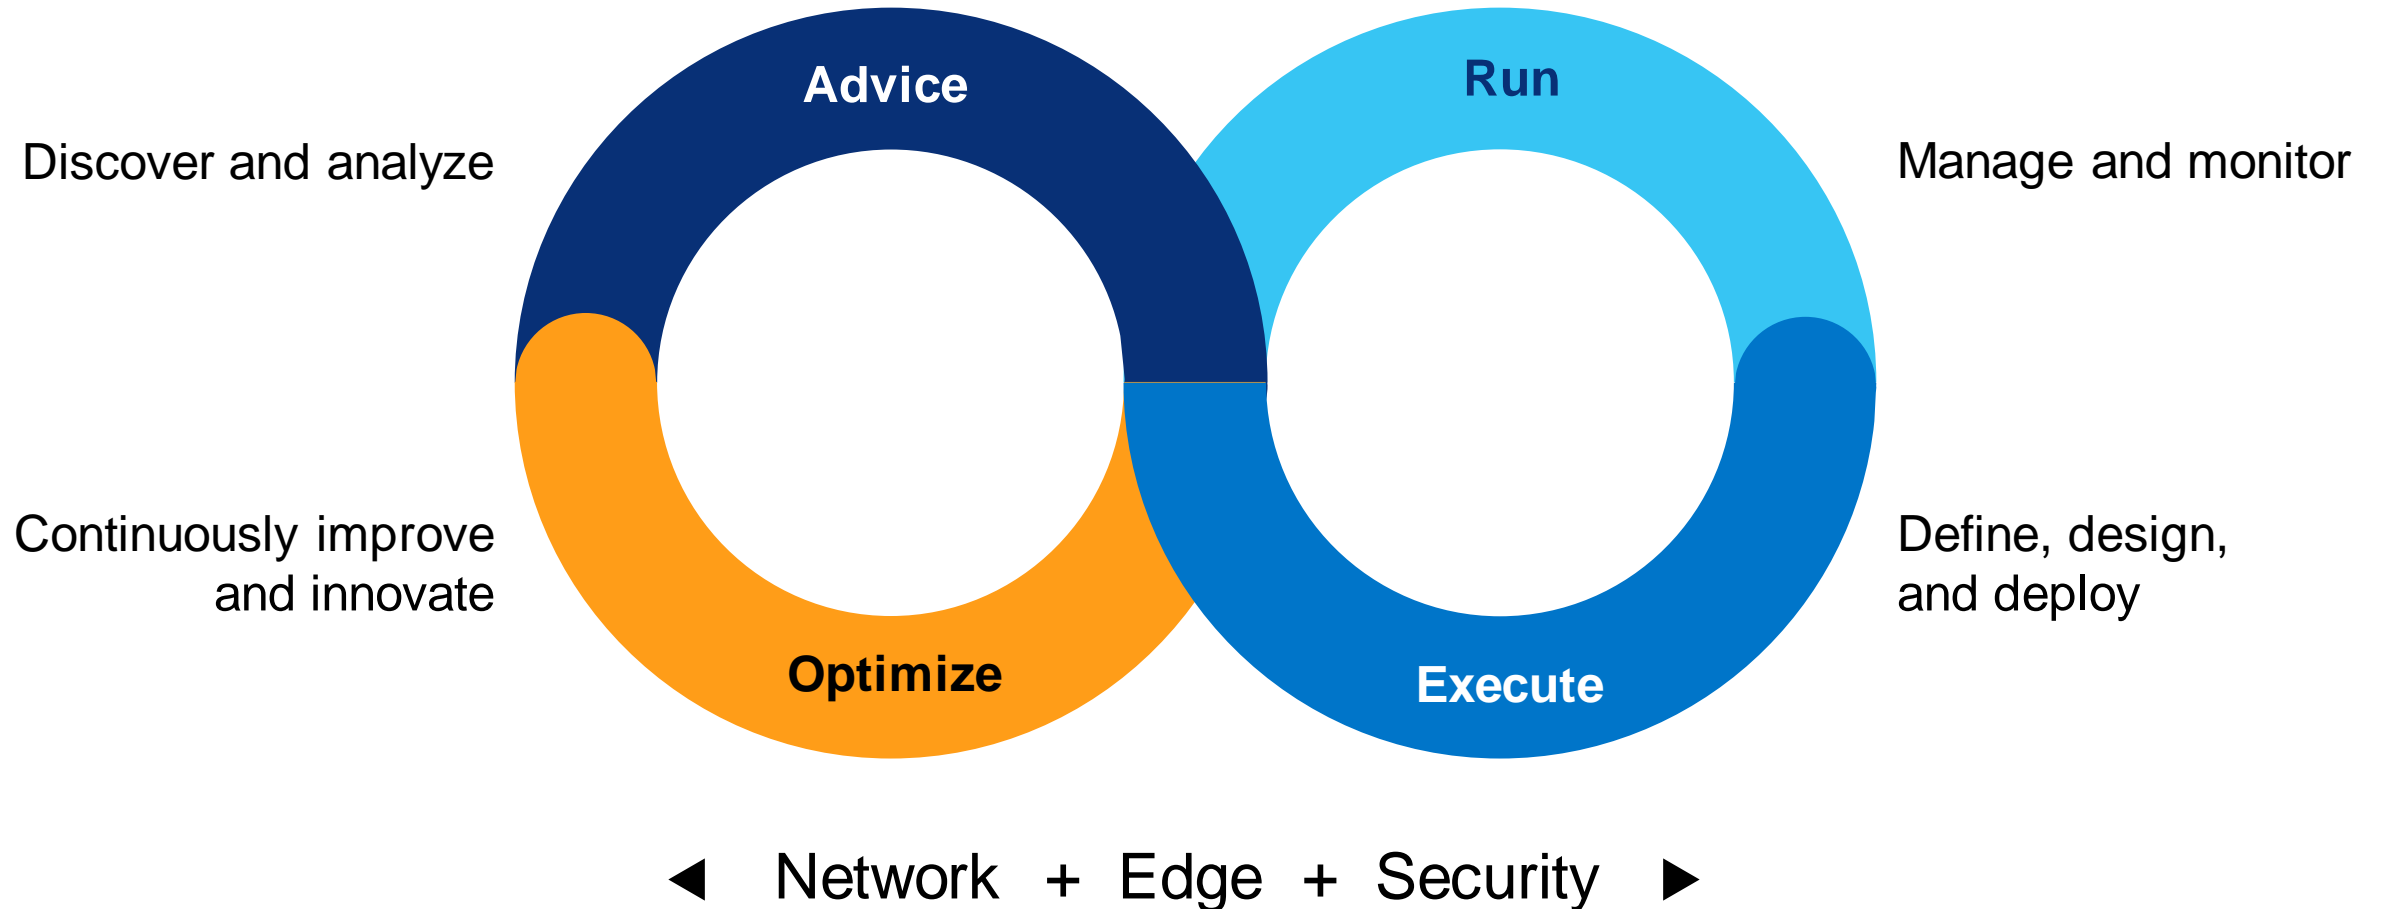 Advice
Run
Discover and analyze
Manage and monitor
Continuously improve
and innovate
Define, design,
and deploy
Optimize
Execute
Network + Edge + Security